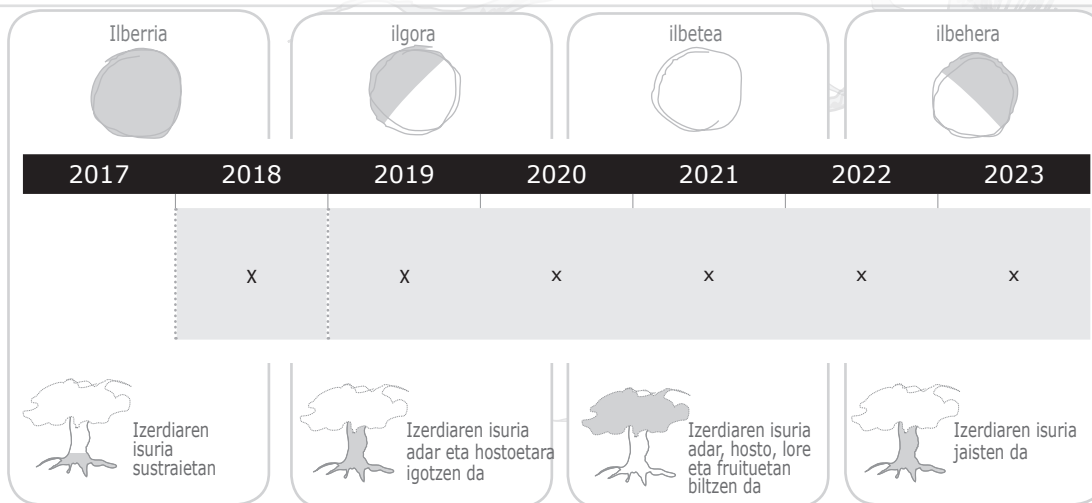 Ilberria ilgora ilbetea ilbehera
2017 2018 2019 2020 2021 2022 2023
X X x x x x
Izerdiaren
isuria
sustraietan
Izerdiaren isuria
adar eta hostoetara
igotzen da
Izerdiaren isuria
adar, hosto, lore
eta fruituetan
biltzen da
Izerdiaren isuria
jaisten da